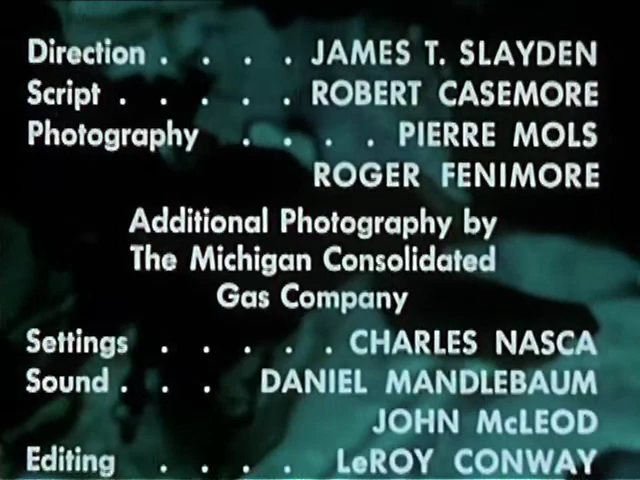 Direction . . . . JAMES T. SLAYDEN
Script . . . . . ROBERT CASEMORE
Photography . . . . PIERRE MOLS
ROGER FENIMORE
Additional Photography by
The Michigan Consolidated
Gas Company
Settings . . . . . CHARLES NASCA
Sound . . . DANIEL MANDLEBAUM
JOHN McLEOD
Editing . . . . LeROY CONWAY